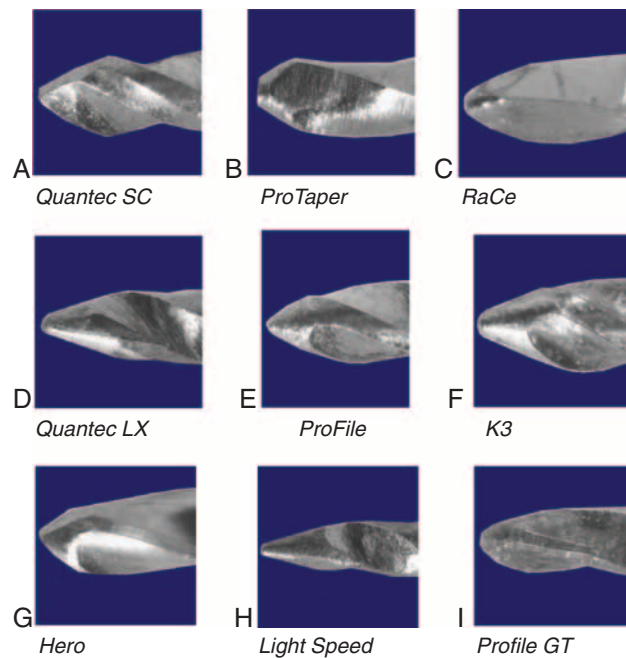 A
Quantec SC
B
ProTaper
C
RaCe
D
Quantec LX
E
ProFile
F
K3
G
Hero
H
Light Speed
I
Profile GT